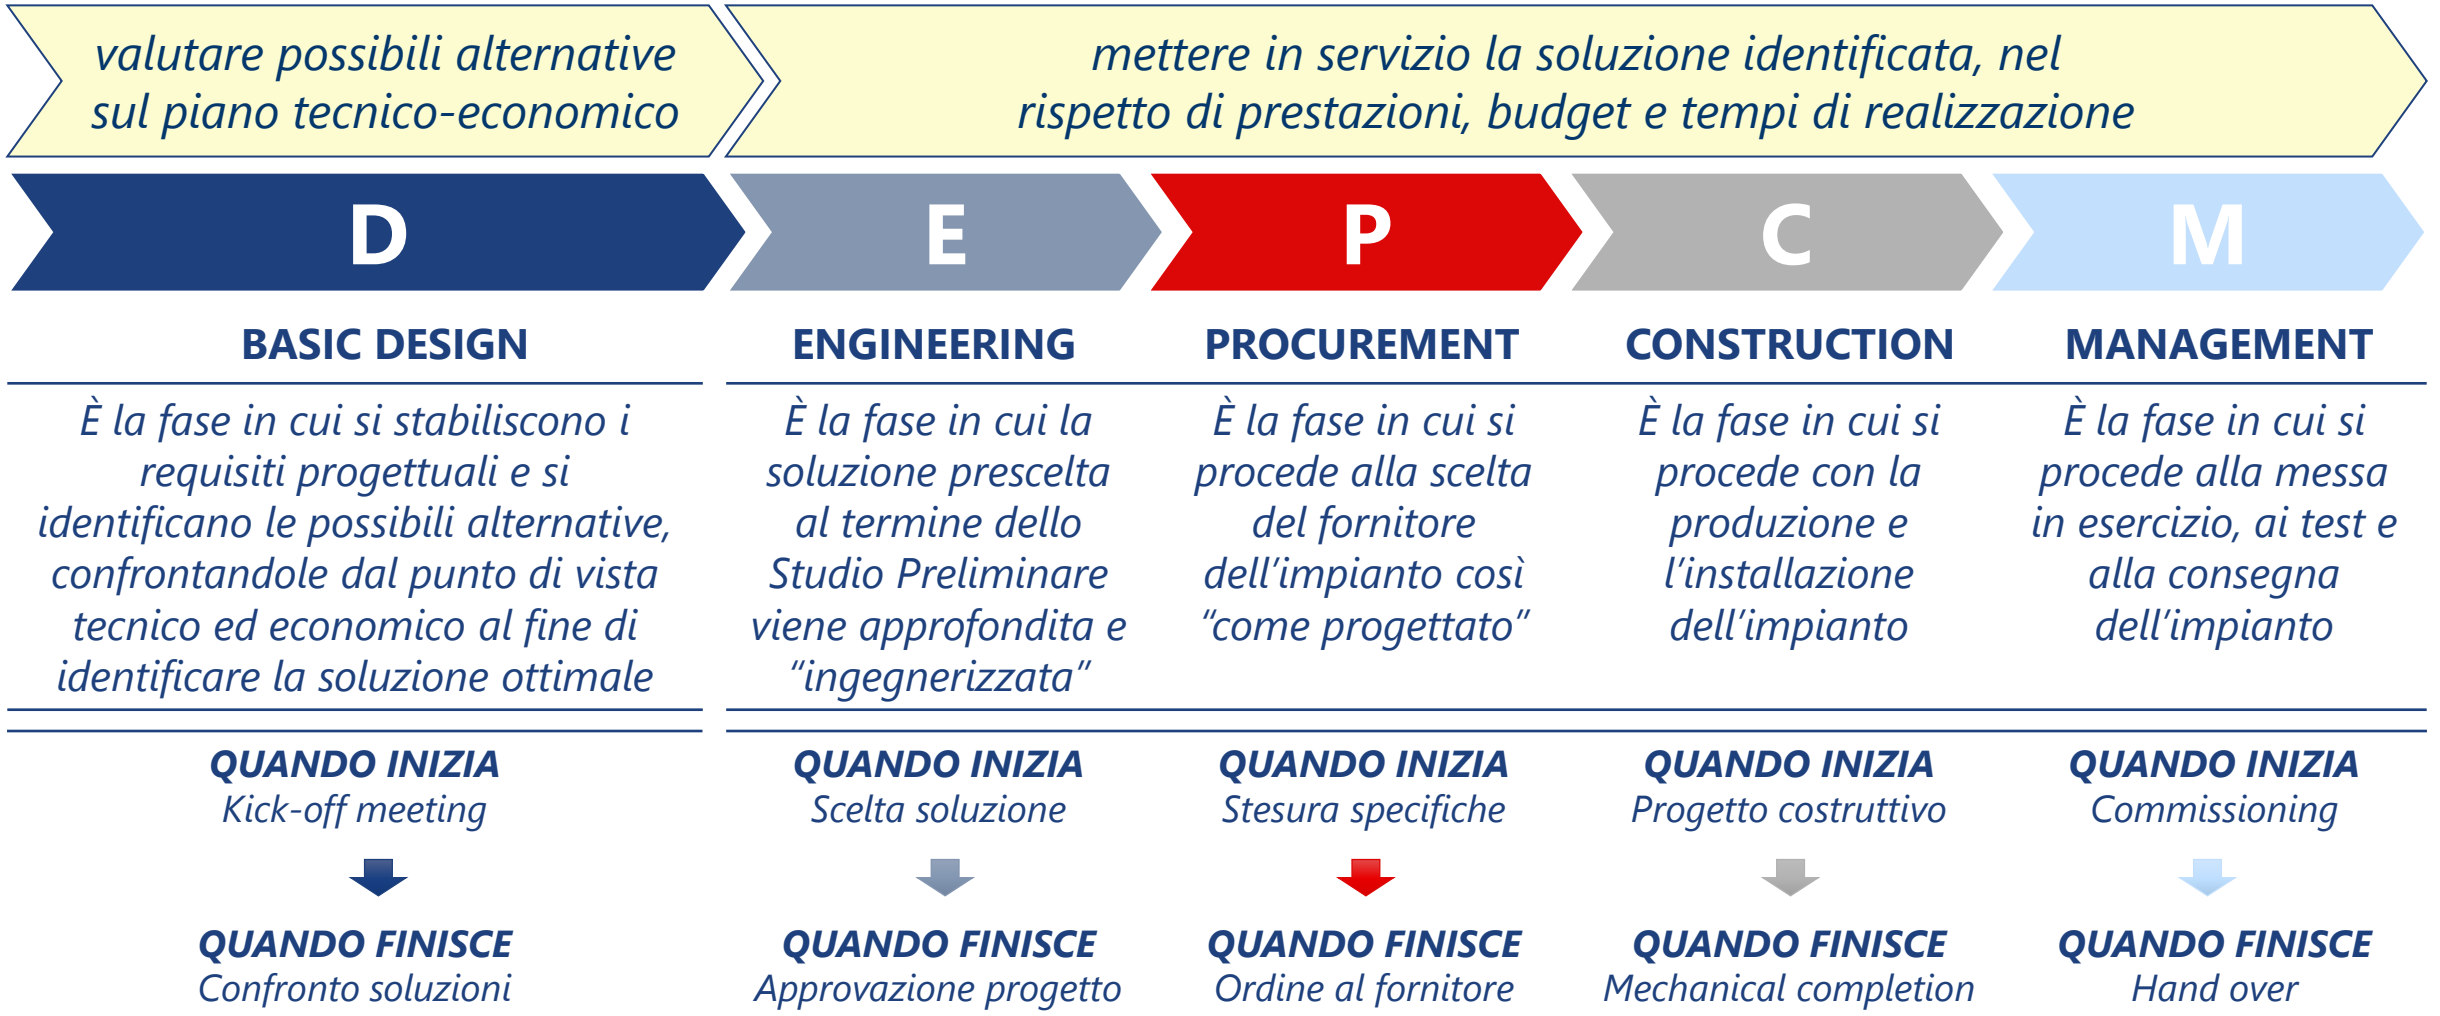 valutare possibili alternative
sul piano tecnico-economico
mettere in servizio la soluzione identificata, nel
rispetto di prestazioni, budget e tempi di realizzazione
D
E
P
C
M
BASIC DESIGN
È la fase in cui si stabiliscono i
requisiti progettuali e si
identificano le possibili alternative,
confrontandole dal punto di vista
tecnico ed economico al fine di
identificare la soluzione ottimale
QUANDO INIZIA
Kick-off meeting
QUANDO FINISCE
Confronto soluzioni
ENGINEERING
È la fase in cui la
soluzione prescelta
al termine dello
Studio Preliminare
viene approfondita e
“ingegnerizzata”
QUANDO INIZIA
Scelta soluzione
QUANDO FINISCE
Approvazione progetto
PROCUREMENT
È la fase in cui si
procede alla scelta
del fornitore
dell’impianto così
“come progettato”
QUANDO INIZIA
Stesura specifiche
QUANDO FINISCE
Ordine al fornitore
CONSTRUCTION
È la fase in cui si
procede con la
produzione e
l’installazione
dell’impianto
QUANDO INIZIA
Progetto costruttivo
QUANDO FINISCE
Mechanical completion
MANAGEMENT
È la fase in cui si
procede alla messa
in esercizio, ai test e
alla consegna
dell’impianto
QUANDO INIZIA
Commissioning
QUANDO FINISCE
Hand over